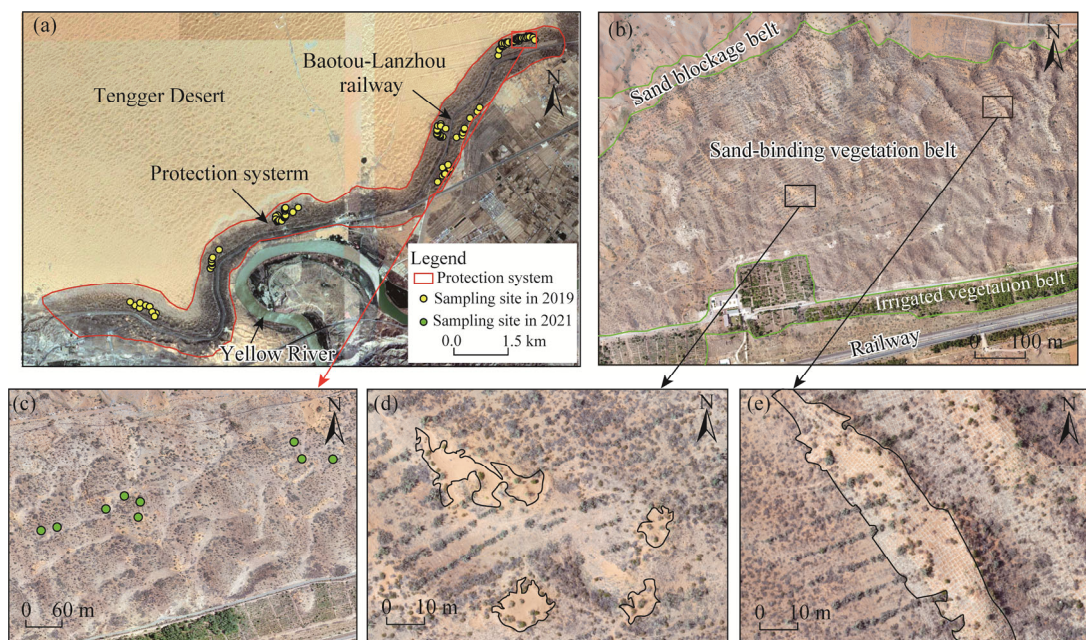 (a)
Baotou-Lanzhou
railway
N
Tengger Desert
Protection systerm
Legend
Protection system
Sampling site in 2019
Sampling site in 2021
0.0 1.5 km
Yellow River
(b)
N
Sand blockage belt
Sand-binding vegetation belt
Irrigated vegetation belt
Railway
0 100 m
(c)
N
0 60 m
(d)
N
0 10 m
(e)
N
0 10 m